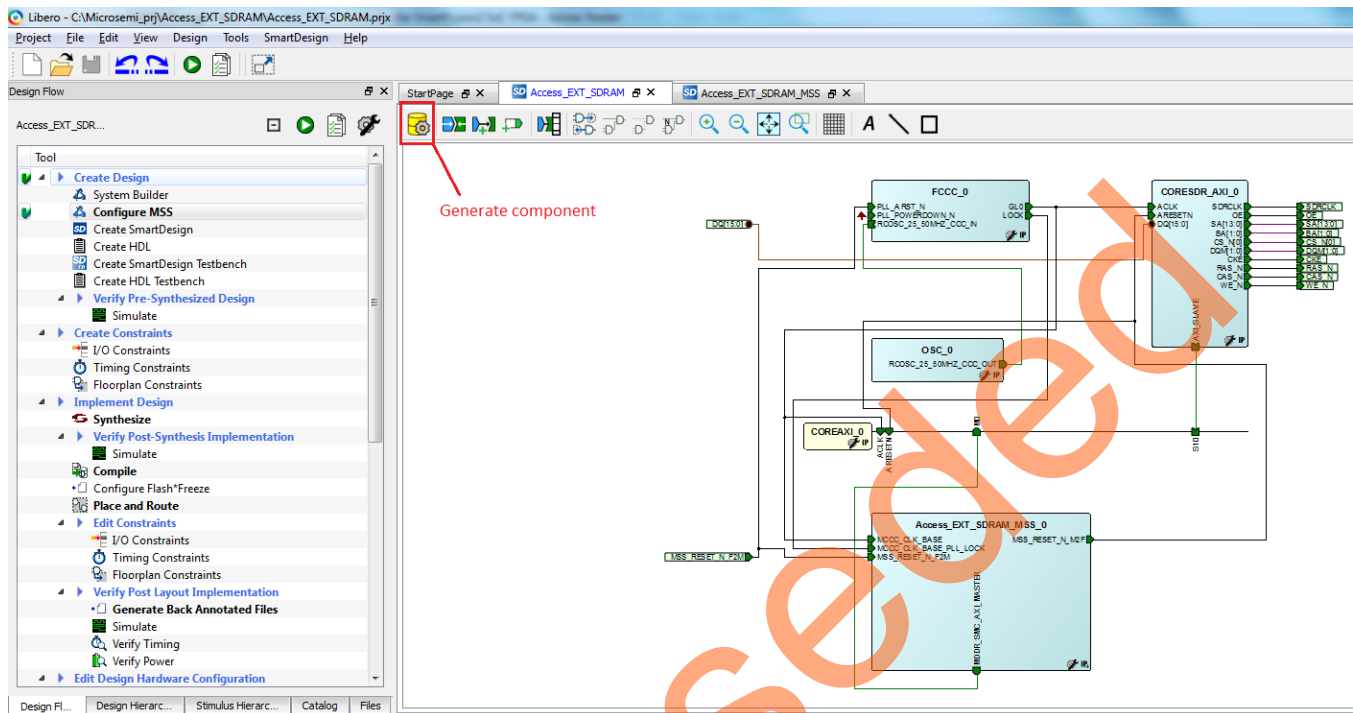 Libero - C:\Microsemi_prj\Access_EXT_SDRAM\Access_EXT_SDRAM.prjx
Project File Edit View Design Tools SmartDesign Help
Design Flow
StartPage
Access_EXT_SDRAM
Access_EXT_SDRAM_MSS
Access_EXT_SDR...
Tool
Create Design
System Builder
Configure MSS
Create SmartDesign
Create HDL
Create SmartDesign Testbench
Create HDL Testbench
Verify Pre-Synthesized Design
Simulate
Create Constraints
I/O Constraints
Timing Constraints
Floorplan Constraints
Implement Design
Synthesize
Verify Post-Synthesis Implementation
Simulate
Compile
Configure Flash*Freeze
Place and Route
Edit Constraints
I/O Constraints
Timing Constraints
Floorplan Constraints
Verify Post Layout Implementation
Generate Back Annotated Files
Simulate
Verify Timing
Verify Power
Edit Design Hardware Configuration
Design Fl... Design Hierarc... Stimulus Hierarc... Catalog Files
A
Generate component
DQ[15:0]
FCCC_0
PLL_ARST_N GL0
PLL_POWERDOWN_N LOCK
RCOSC_25_50MHZ_CCC_IN
IP
CORESDR_AXI_0
ACLK SDRCLK
ARESETN OE
DQ[15:0] SA[13:0]
BA[1:0]
CS_N[0]
DQM[1:0]
CKE
RAS_N
CAS_N
WE_N
AXI_SLAVE
IP
SDRCLK
OE
SA[13:0]
BA[1:0]
CS_N[0]
DQM[1:0]
CKE
RAS_N
CAS_N
WE_N
OSC_0
RCOSC_25_50MHZ_CCC_OUT
IP
COREAXI_0
IP
ACLK
ARESETN
M0
S10
MSS_RESET_N_F2M
Access_EXT_SDRAM_MSS_0
MCCC_CLK_BASE MSS_RESET_N_M2F
MCCC_CLK_BASE_PLL_LOCK
MSS_RESET_N_F2M
MDDR_SMC_AXI_MASTER
IP
seded